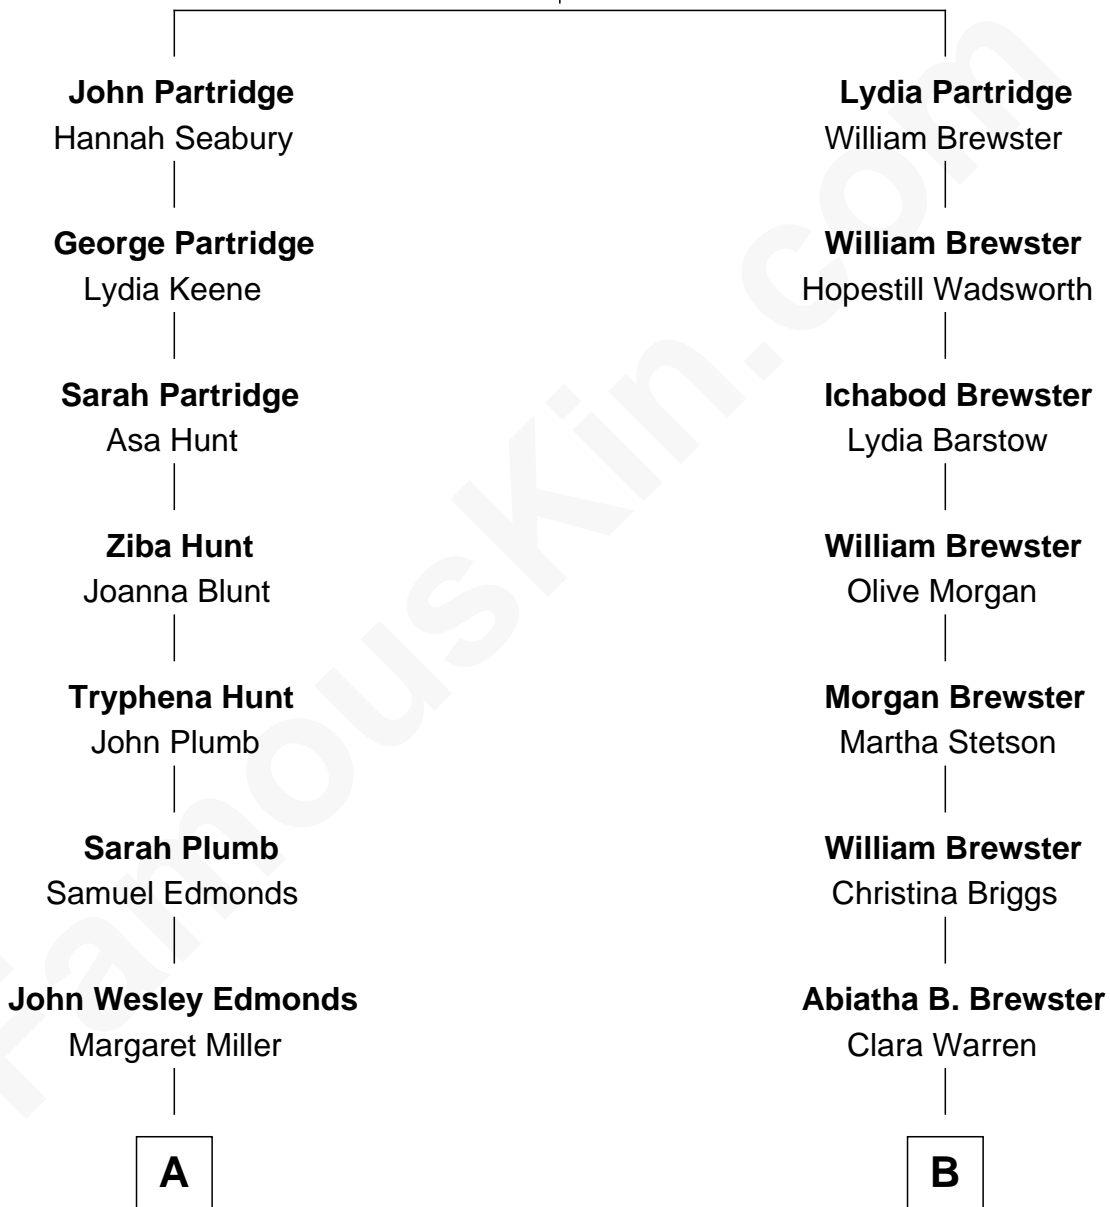 John Partridge
Hannah Seabury
George Partridge
Lydia Keene
Sarah Partridge
Asa Hunt
Ziba Hunt
Joanna Blunt
Tryphena Hunt
John Plumb
Sarah Plumb
Samuel Edmonds
John Wesley Edmonds
Margaret Miller
A
Lydia Partridge
William Brewster
William Brewster
Hopestill Wadsworth
Ichabod Brewster
Lydia Barstow
William Brewster
Olive Morgan
Morgan Brewster
Martha Stetson
William Brewster
Christina Briggs
Abiatha B. Brewster
Clara Warren
B
FamousKin.com